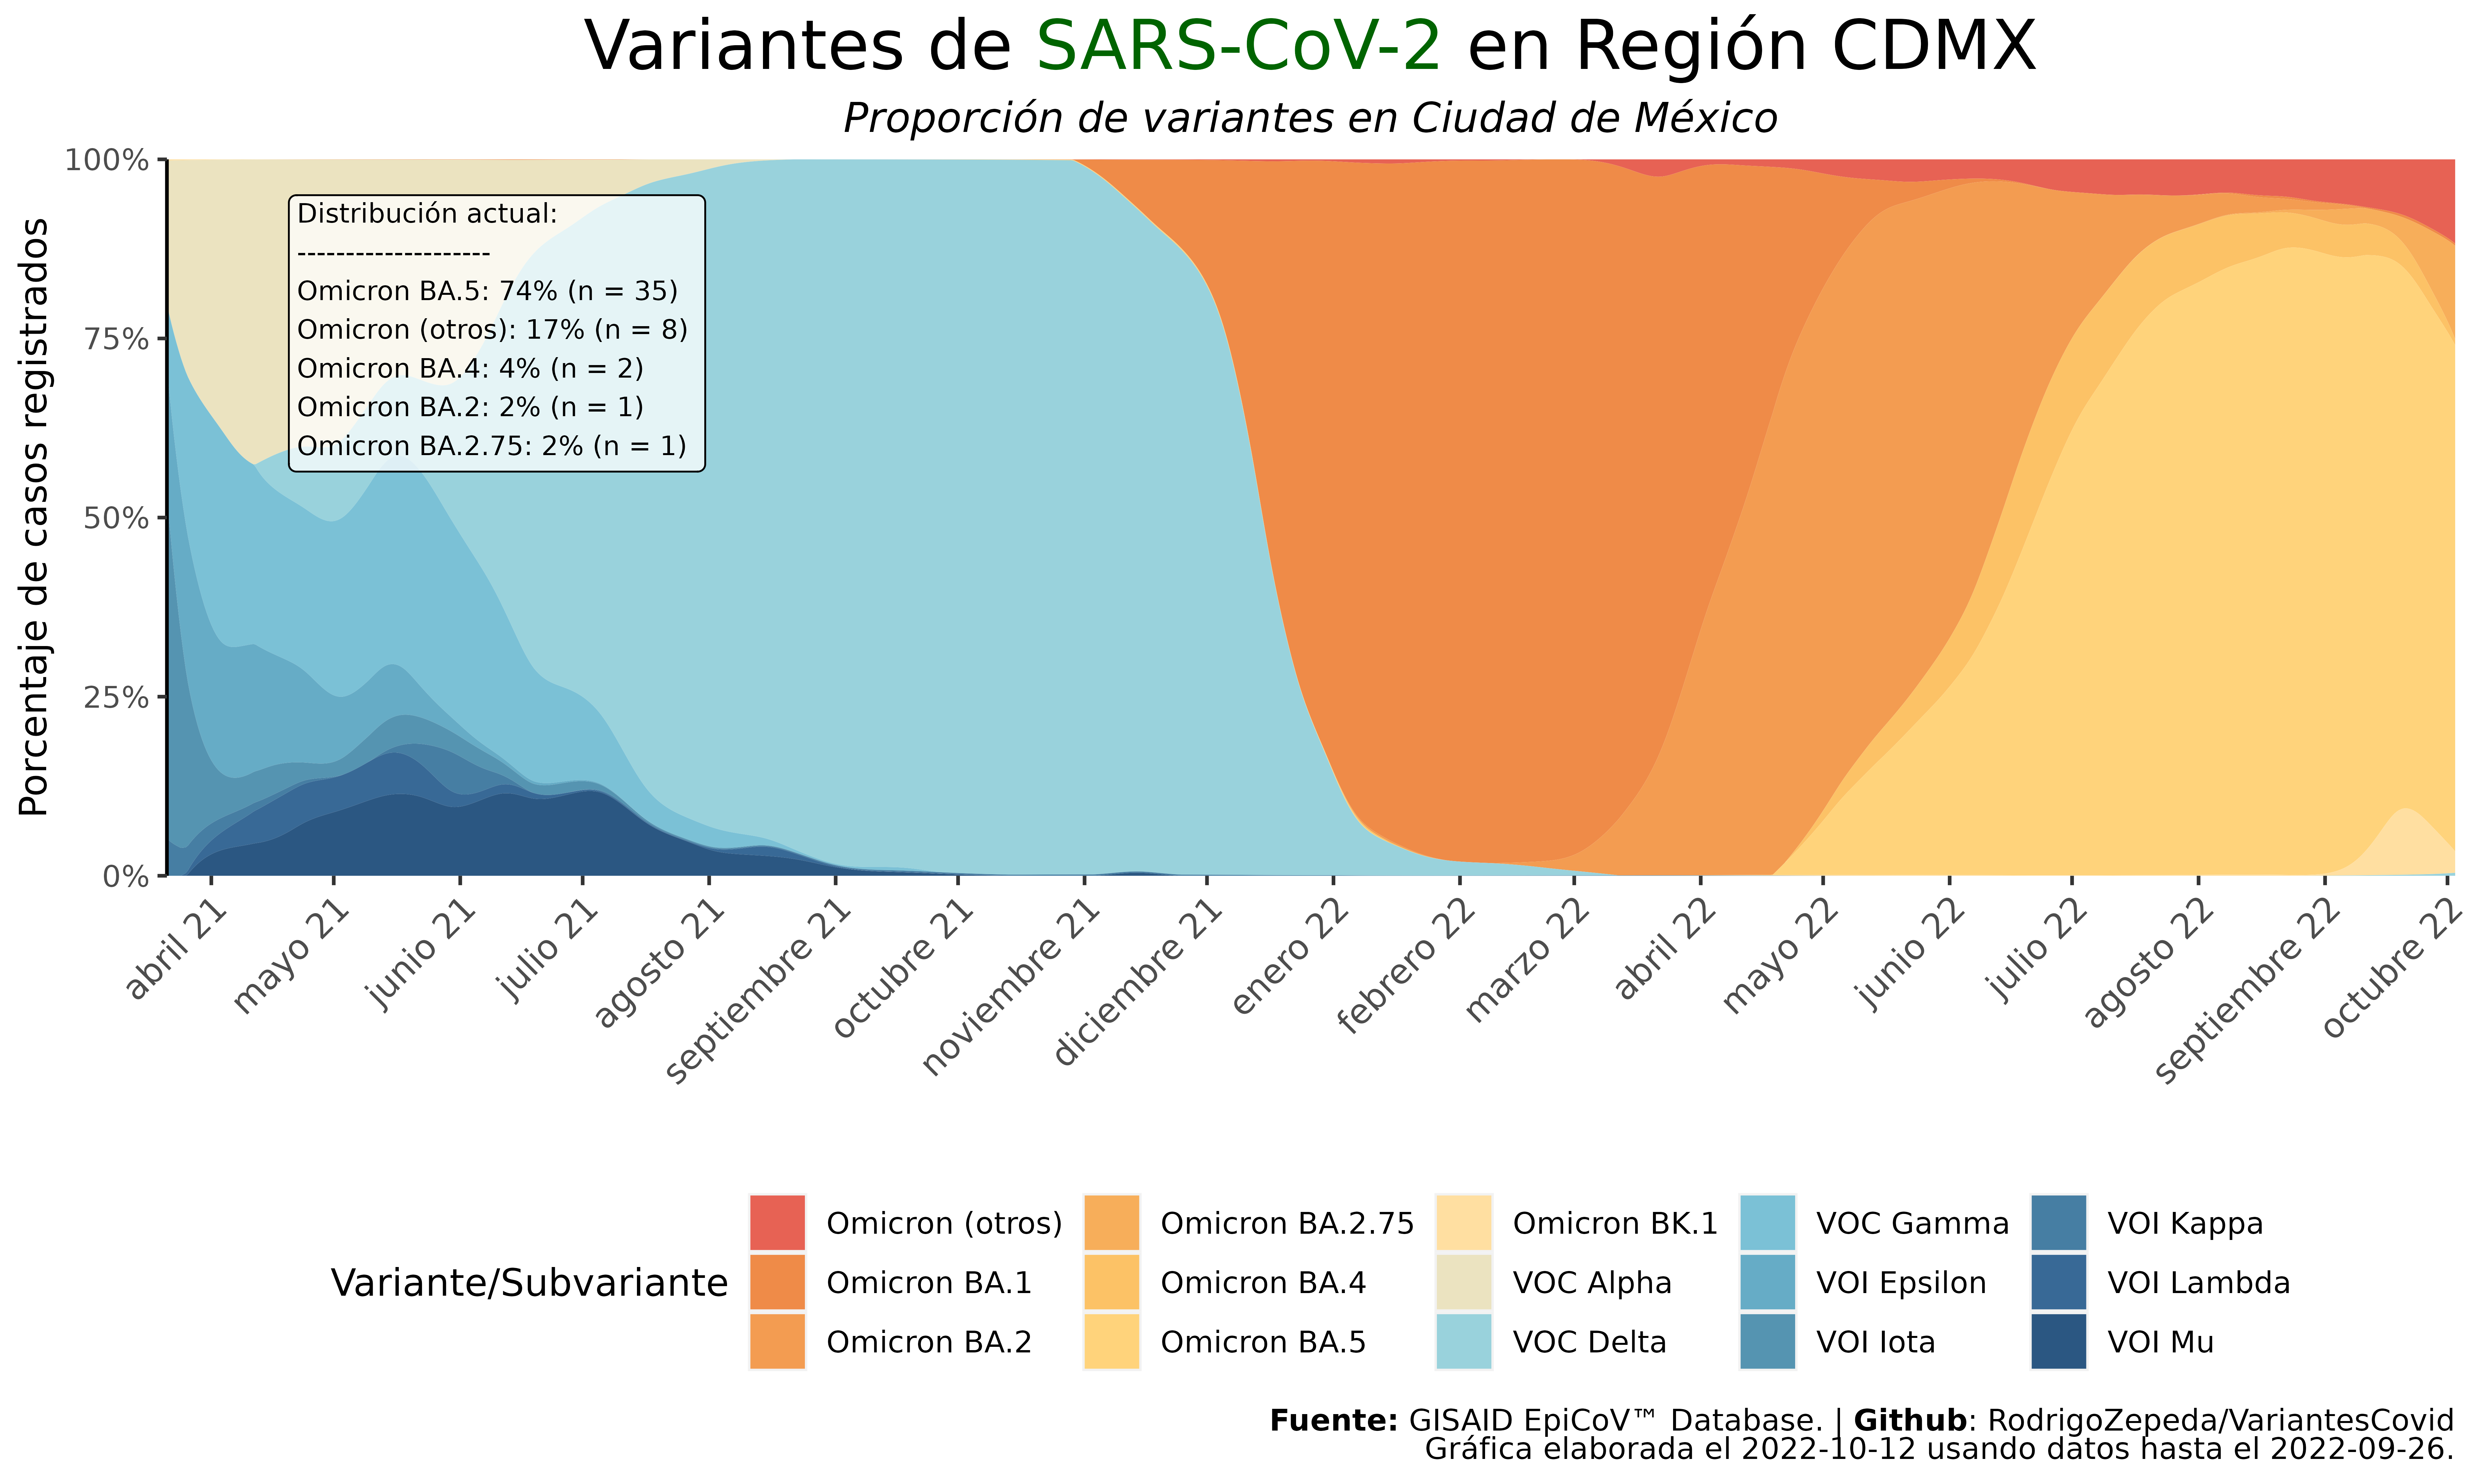 Variantes de SARS-CoV-2 en Región CDMX
Proporción de variantes en Ciudad de México
Porcentaje de casos registrados
100%
75%
50%
25%
0%
Distribución actual:
--------------------
Omicron BA.5: 74% (n = 35)
Omicron (otros): 17% (n = 8)
Omicron BA.4: 4% (n = 2)
Omicron BA.2: 2% (n = 1)
Omicron BA.2.75: 2% (n = 1)
abril 21
mayo 21
junio 21
julio 21
agosto 21
septiembre 21
octubre 21
noviembre 21
diciembre 21
enero 22
febrero 22
marzo 22
abril 22
mayo 22
junio 22
julio 22
agosto 22
septiembre 22
octubre 22
Variante/Subvariante
Omicron (otros)
Omicron BA.1
Omicron BA.2
Omicron BA.2.75
Omicron BA.4
Omicron BA.5
Omicron BK.1
VOC Alpha
VOC Delta
VOC Gamma
VOI Epsilon
VOI Iota
VOI Kappa
VOI Lambda
VOI Mu
Fuente: GISAID EpiCoV™ Database. | Github: RodrigoZepeda/VariantesCovid
Gráfica elaborada el 2022-10-12 usando datos hasta el 2022-09-26.